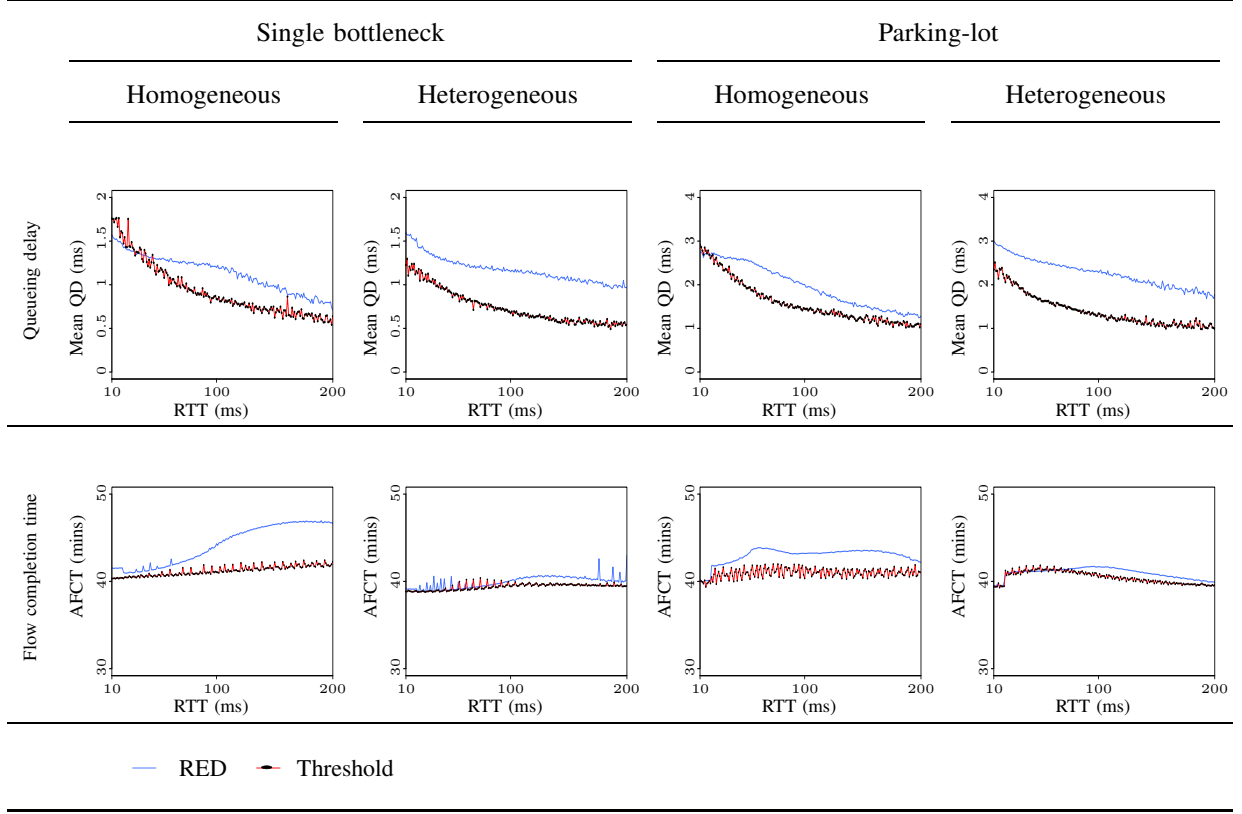 Single bottleneck
Parking-lot
Homogeneous
Heterogeneous
Homogeneous
Heterogeneous
Queueing delay
Mean QD (ms)
2
1.5
1
0.5
0
10
100
200
RTT (ms)
Mean QD (ms)
2
1.5
1
0.5
0
10
100
200
RTT (ms)
Mean QD (ms)
4
3
2
1
0
10
100
200
RTT (ms)
Mean QD (ms)
4
3
2
1
0
10
100
200
RTT (ms)
Flow completion time
AFCT (mins)
50
40
30
10
100
200
RTT (ms)
AFCT (mins)
50
40
30
10
100
200
RTT (ms)
AFCT (mins)
50
40
30
10
100
200
RTT (ms)
AFCT (mins)
50
40
30
10
100
200
RTT (ms)
RED
Threshold